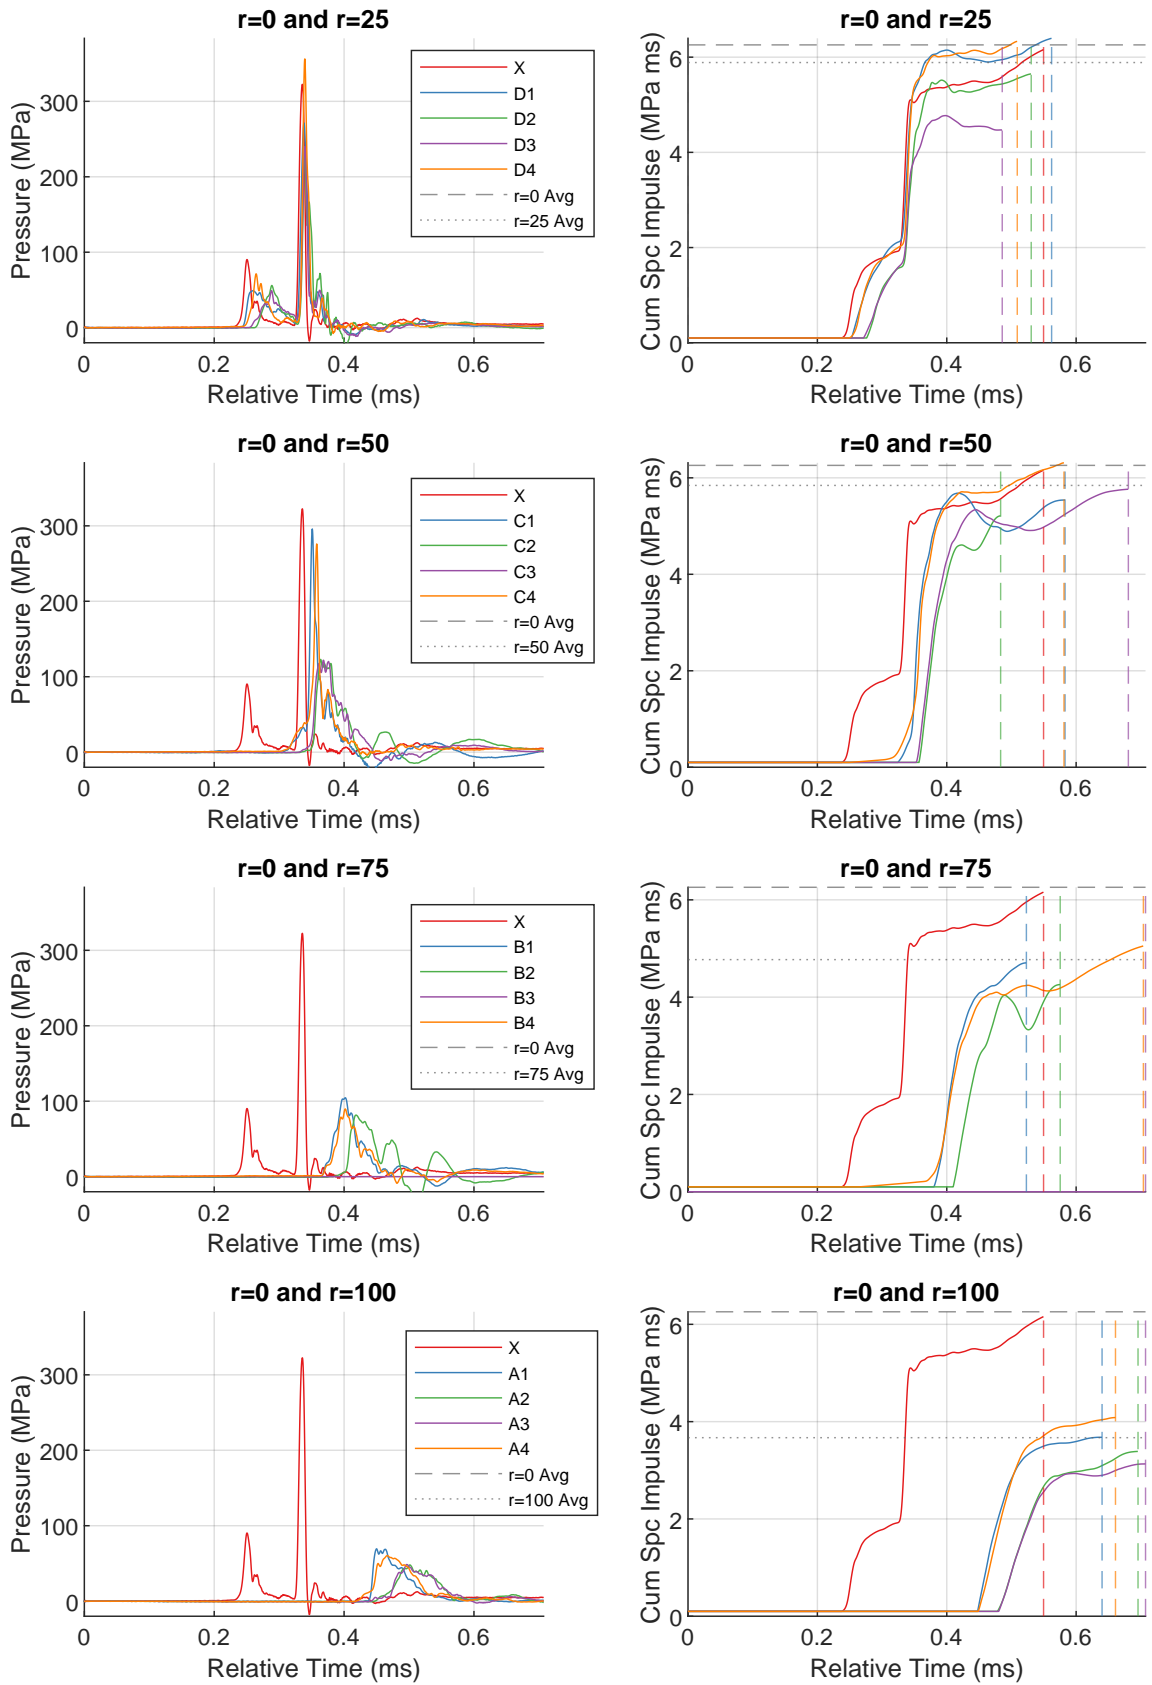 r=0 and r=25
Pressure (MPa)
300
200
100
0
0 0.2 0.4 0.6
Relative Time (ms)
X
D1
D2
D3
D4
r=0 Avg
r=25 Avg
r=0 and r=25
Cum Spc Impulse (MPa ms)
6
4
2
0
0 0.2 0.4 0.6
Relative Time (ms)
r=0 and r=50
Pressure (MPa)
300
200
100
0
0 0.2 0.4 0.6
Relative Time (ms)
X
C1
C2
C3
C4
r=0 Avg
r=50 Avg
r=0 and r=50
Cum Spc Impulse (MPa ms)
6
4
2
0
0 0.2 0.4 0.6
Relative Time (ms)
r=0 and r=75
Pressure (MPa)
300
200
100
0
0 0.2 0.4 0.6
Relative Time (ms)
X
B1
B2
B3
B4
r=0 Avg
r=75 Avg
r=0 and r=75
Cum Spc Impulse (MPa ms)
6
4
2
0
0 0.2 0.4 0.6
Relative Time (ms)
r=0 and r=100
Pressure (MPa)
300
200
100
0
0 0.2 0.4 0.6
Relative Time (ms)
X
A1
A2
A3
A4
r=0 Avg
r=100 Avg
r=0 and r=100
Cum Spc Impulse (MPa ms)
6
4
2
0
0 0.2 0.4 0.6
Relative Time (ms)